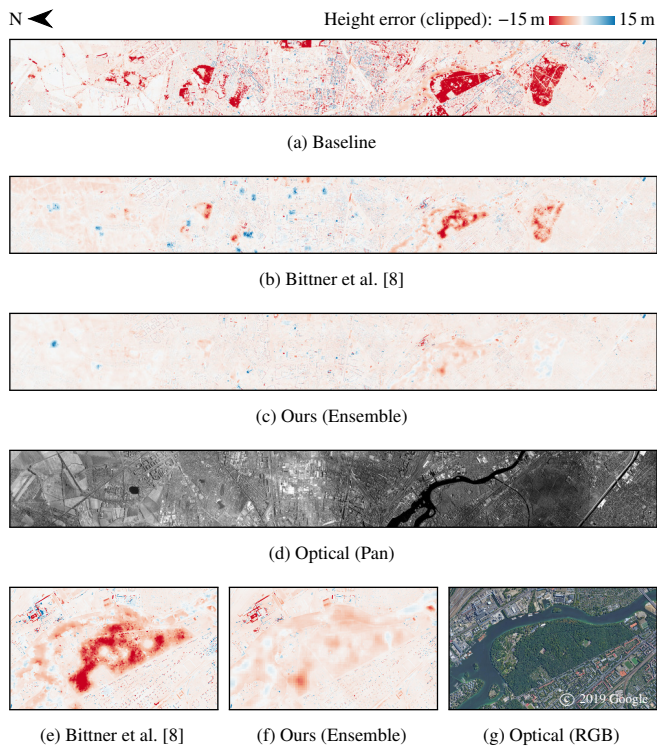 N
Height error (clipped): −15 m 15 m
(a) Baseline
(b) Bittner et al. [8]
(c) Ours (Ensemble)
(d) Optical (Pan)
© 2019 Google
(e) Bittner et al. [8]
(f) Ours (Ensemble)
(g) Optical (RGB)